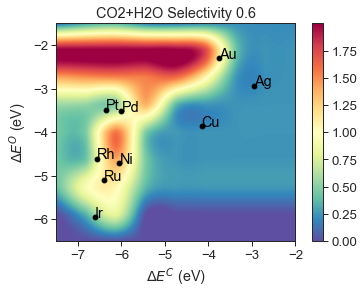 CO2+H2O Selectivity 0.6
−2
−3
−4
−5
−6
ΔE^O (eV)
Au
Ag
Pt
Pd
Cu
Rh
Ni
Ru
Ir
−7 −6 −5 −4 −3 −2
ΔE^C (eV)
1.75
1.50
1.25
1.00
0.75
0.50
0.25
0.00